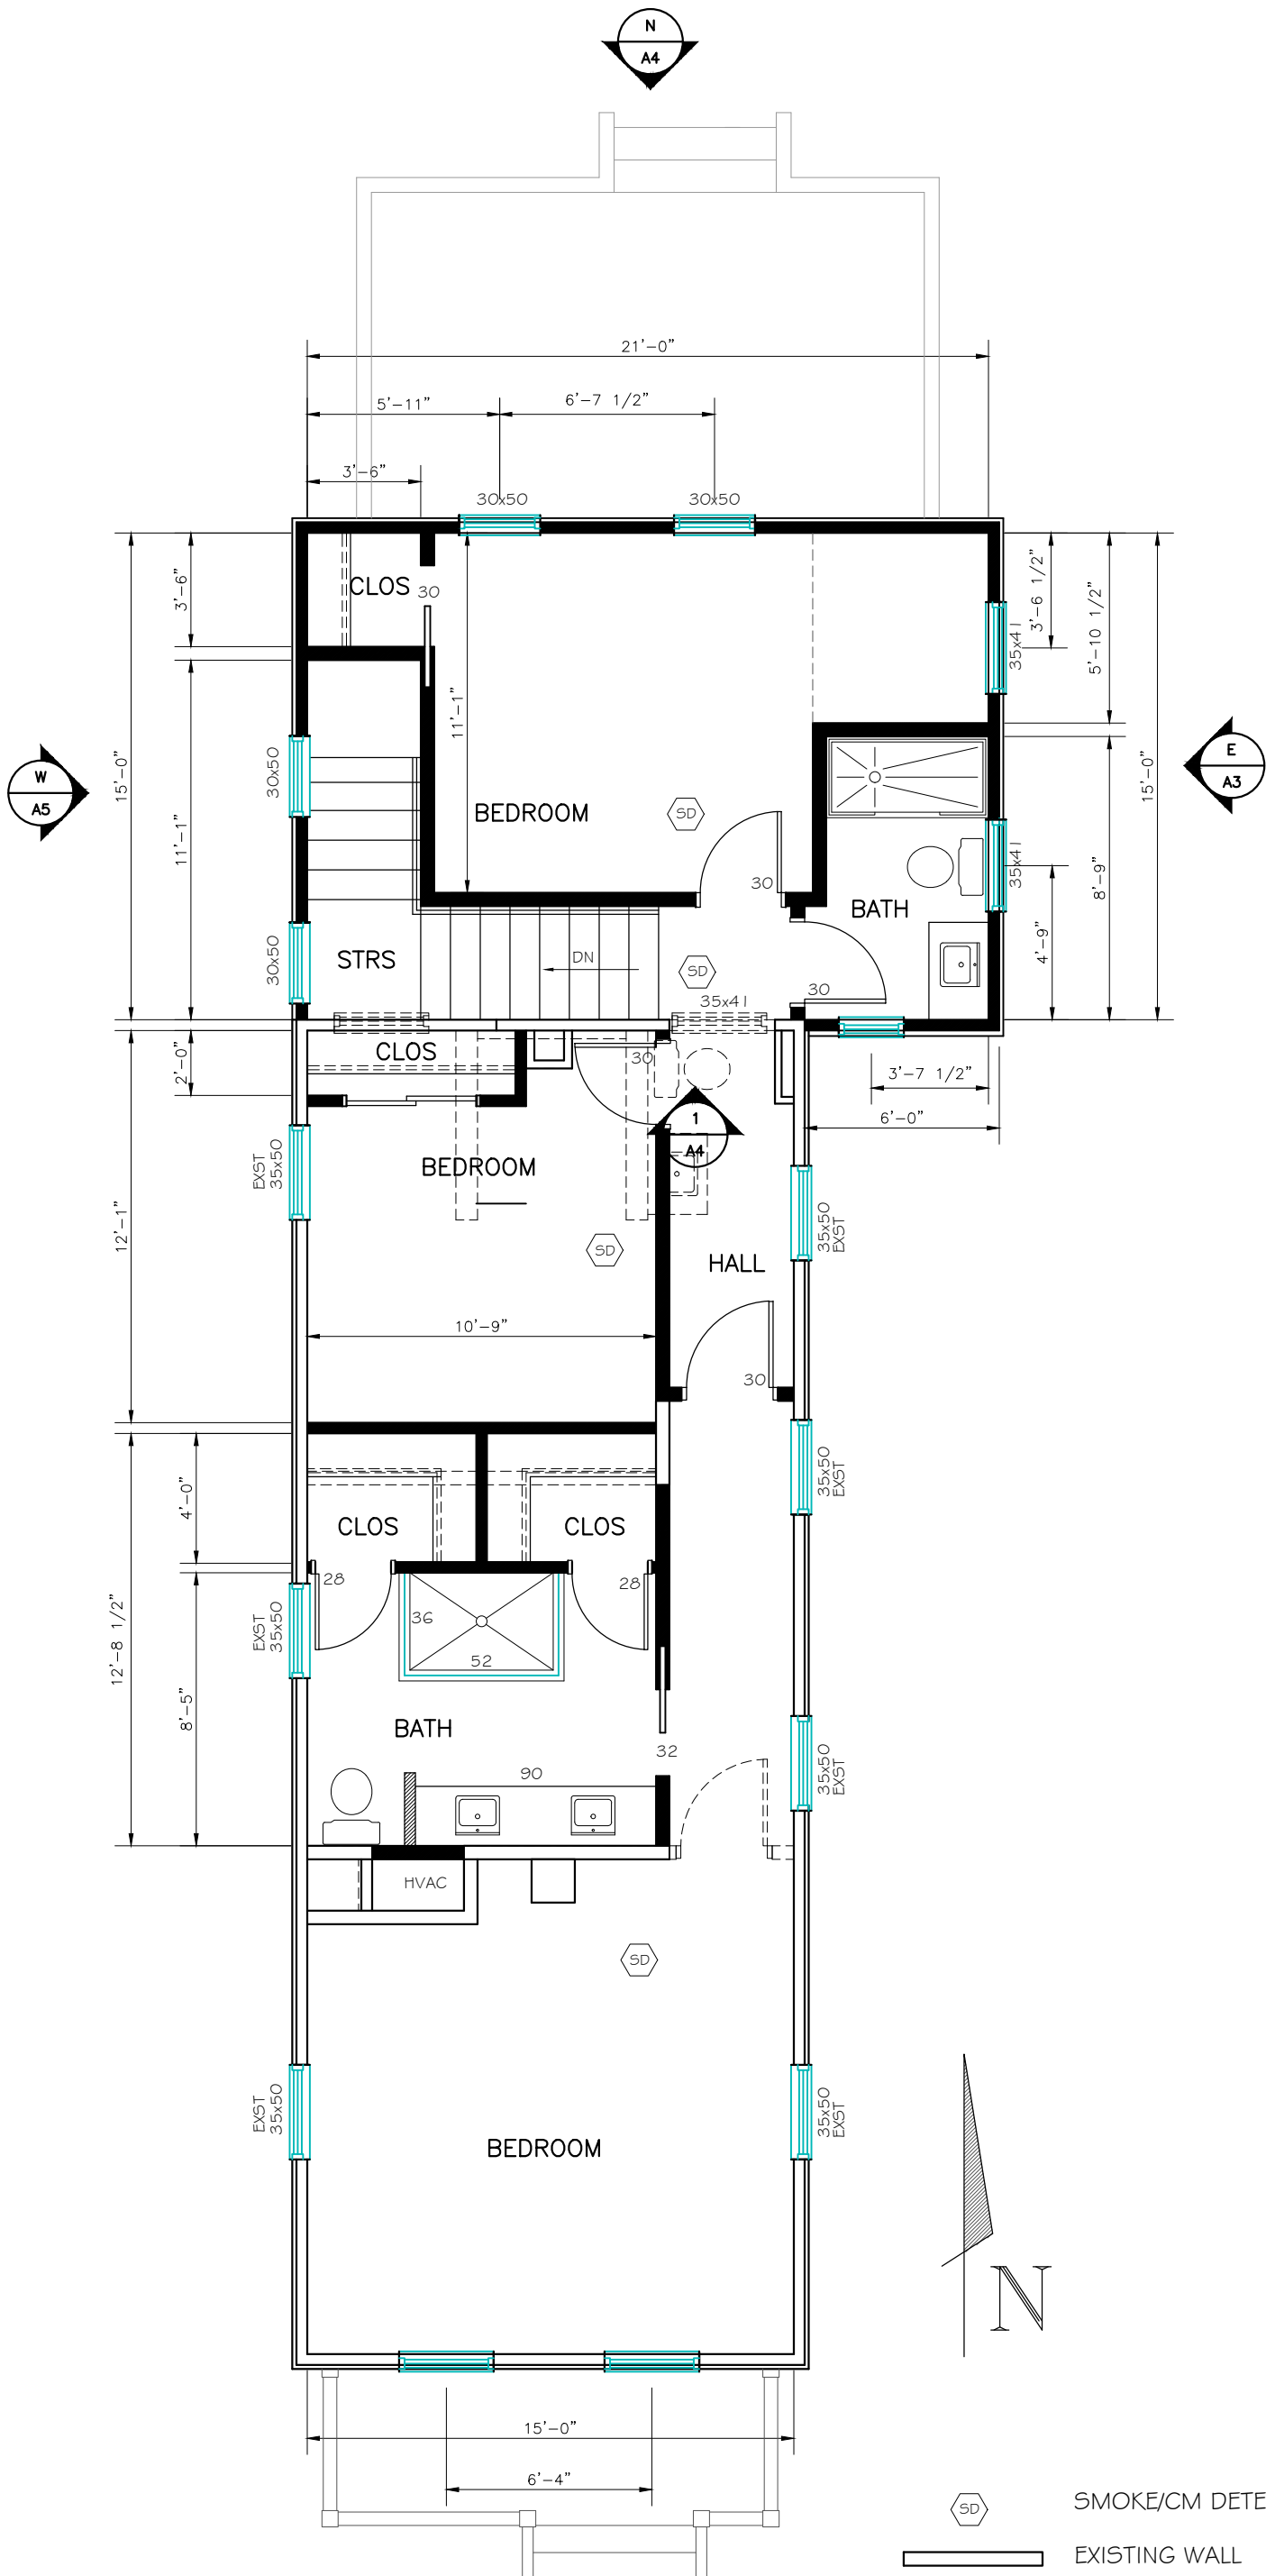 N
A4
21'-0"
5'-11"
6'-7 1/2"
3'-6"
30x50
30x50
3'-6"
CLOS
30
3'-6 1/2"
5'-10 1/2"
35x41
15'-0"
11'-1"
15'-0"
W
A5
E
A3
30x50
11'-1"
BEDROOM
SD
35x41
8'-9"
30
BATH
4'-9"
30x50
STRS
DN
SD
30
35x41
CLOS
30
2'-0"
3'-7 1/2"
6'-0"
1
A4
EXST
35x50
BEDROOM
12'-1"
SD
HALL
35x50
EXST
10'-9"
30
4'-0"
35x50
EXST
CLOS
CLOS
28
28
36
52
EXST
35x50
12'-8 1/2"
8'-5"
BATH
32
90
35x50
EXST
HVAC
SD
EXST
35x50
BEDROOM
35x50
EXST
N
15'-0"
6'-4"
SD
SMOKE/CM DETE
EXISTING WALL